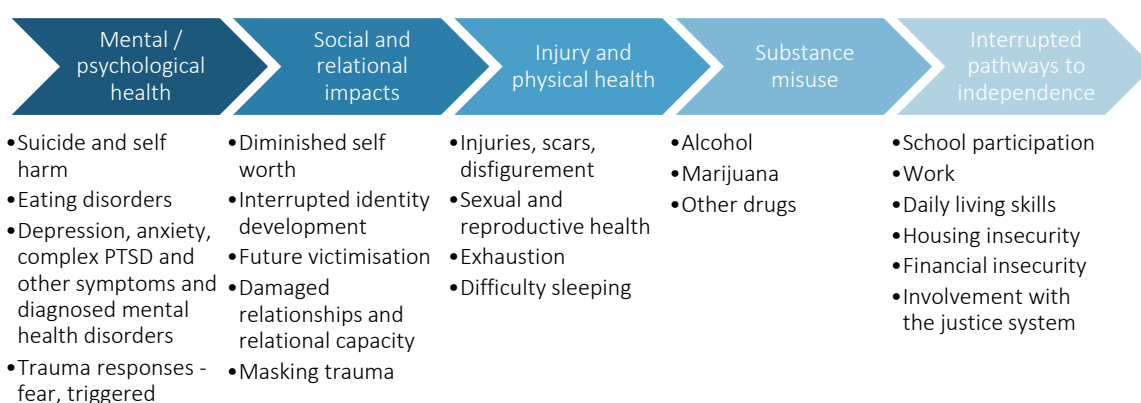 Mental /
psychological
health
Social and
relational
impacts
Injury and
physical health
Substance
misuse
Interrupted
pathways to
independence
•Suicide and self
harm
•Eating disorders
•Depression, anxiety,
complex PTSD and
other symptoms and
diagnosed mental
health disorders
•Trauma responses -
fear, triggered
•Diminished self
worth
•Interrupted identity
development
•Future victimisation
•Damaged
relationships and
relational capacity
•Masking trauma
•Injuries, scars,
disfigurement
•Sexual and
reproductive health
•Exhaustion
•Difficulty sleeping
•Alcohol
•Marijuana
•Other drugs
•School participation
•Work
•Daily living skills
•Housing insecurity
•Financial insecurity
•Involvement with
the justice system